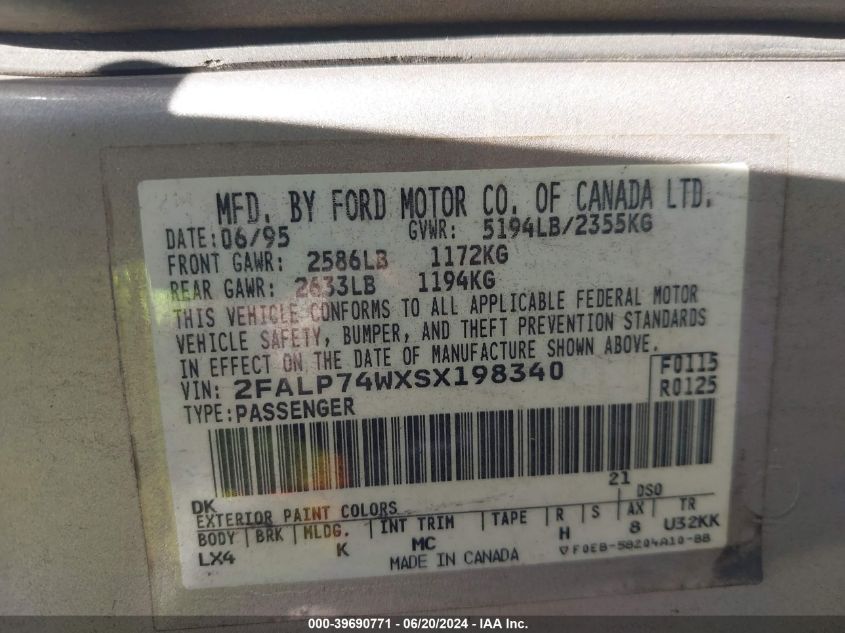 MFD. BY FORD MOTOR CO. OF CANADA LTD.
DATE: 06/95 GVWR: 5194LB/2355KG
FRONT GAWR: 2586LB 1172KG
REAR GAWR: 2633LB 1194KG
THIS VEHICLE CONFORMS TO ALL APPLICABLE FEDERAL MOTOR
VEHICLE SAFETY, BUMPER, AND THEFT PREVENTION STANDARDS
IN EFFECT ON THE DATE OF MANUFACTURE SHOWN ABOVE.
VIN: 2FALP74WXSX198340 F0115
TYPE: PASSENGER R0125
21
DK DSO
EXTERIOR PAINT COLORS
BODY BRK MLDG. INT TRIM TAPE R S AX TR
LX4 K MC H 8 U32KK
MADE IN CANADA ▽F0EB-58204A10-BB
000-39690771 - 06/20/2024 - IAAI Inc.